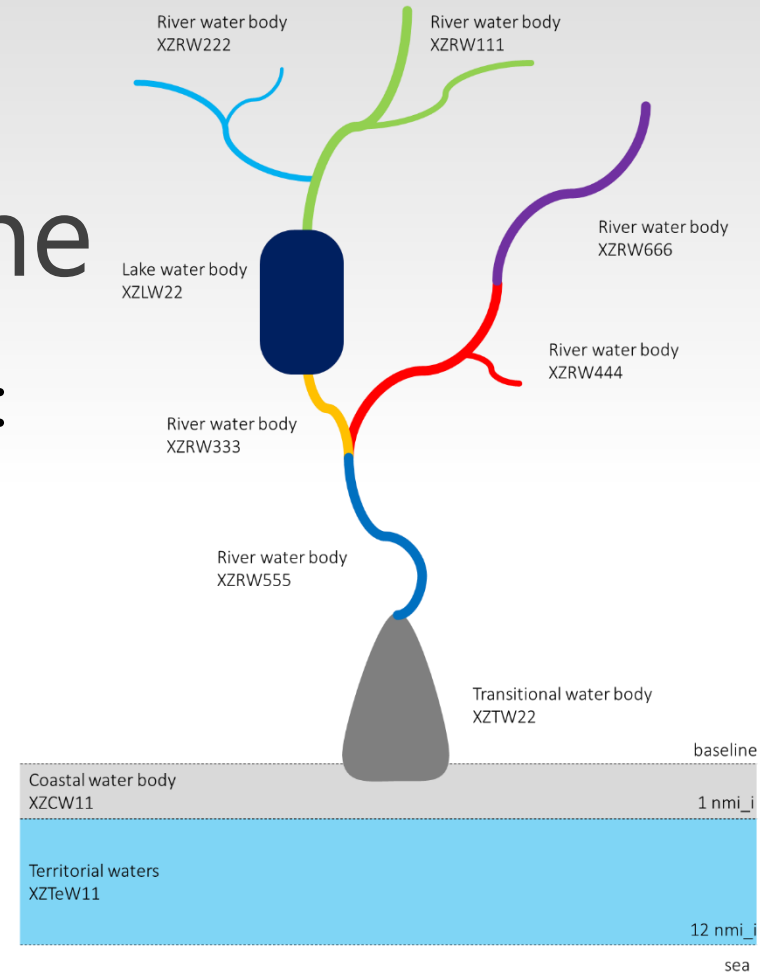 River water body
XZRW222
River water body
XZRW111
ne
River water body
XZRW666
Lake water body
XZLW22
River water body
XZRW444
:
River water body
XZRW333
River water body
XZRW555
Transitional water body
XZTW22
baseline
Coastal water body
XZCW11
1 nmi_i
Territorial waters
XZTeW11
12 nmi_i
sea